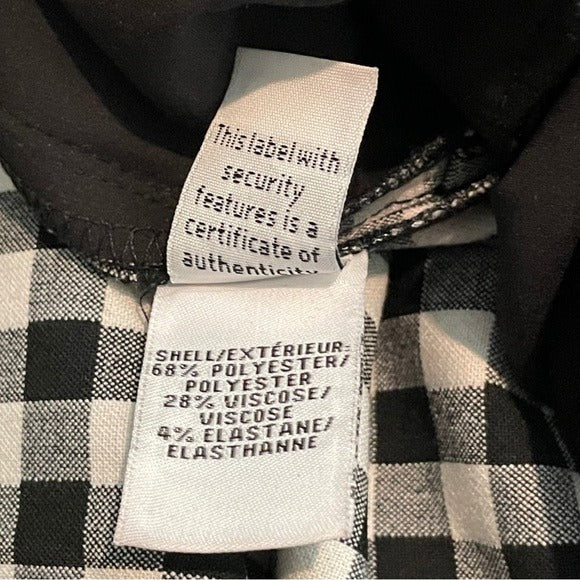 This label with
security
features is a
certificate of
authenticity
SHELL/EXTÉRIEUR:
68% POLYESTER/
POLYESTER
28% VISCOSE/
VISCOSE
4% ELASTANE/
ELASTHANNE